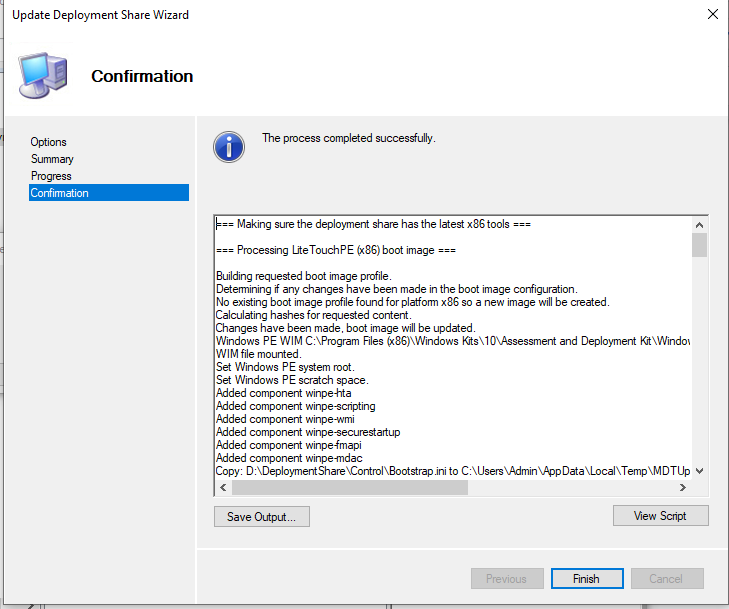 Update Deployment Share Wizard
Confirmation
Options
Summary
Progress
Confirmation
The process completed successfully.
=== Making sure the deployment share has the latest x86 tools ===
=== Processing LiteTouchPE (x86) boot image ===
Building requested boot image profile.
Determining if any changes have been made in the boot image configuration.
No existing boot image profile found for platform x86 so a new image will be created.
Calculating hashes for requested content.
Changes have been made, boot image will be updated.
Windows PE WIM C:\Program Files (x86)\Windows Kits\10\Assessment and Deployment Kit\Window
WIM file mounted.
Set Windows PE system root.
Set Windows PE scratch space.
Added component winpe-hta
Added component winpe-scripting
Added component winpe-wmi
Added component winpe-securestartup
Added component winpe-fmapi
Added component winpe-mdac
Copy: D:\DeploymentShare\Control\Bootstrap.ini to C:\Users\Admin\AppData\Local\Temp\MDTUp
Save Output...
View Script
Previous
Finish
Cancel